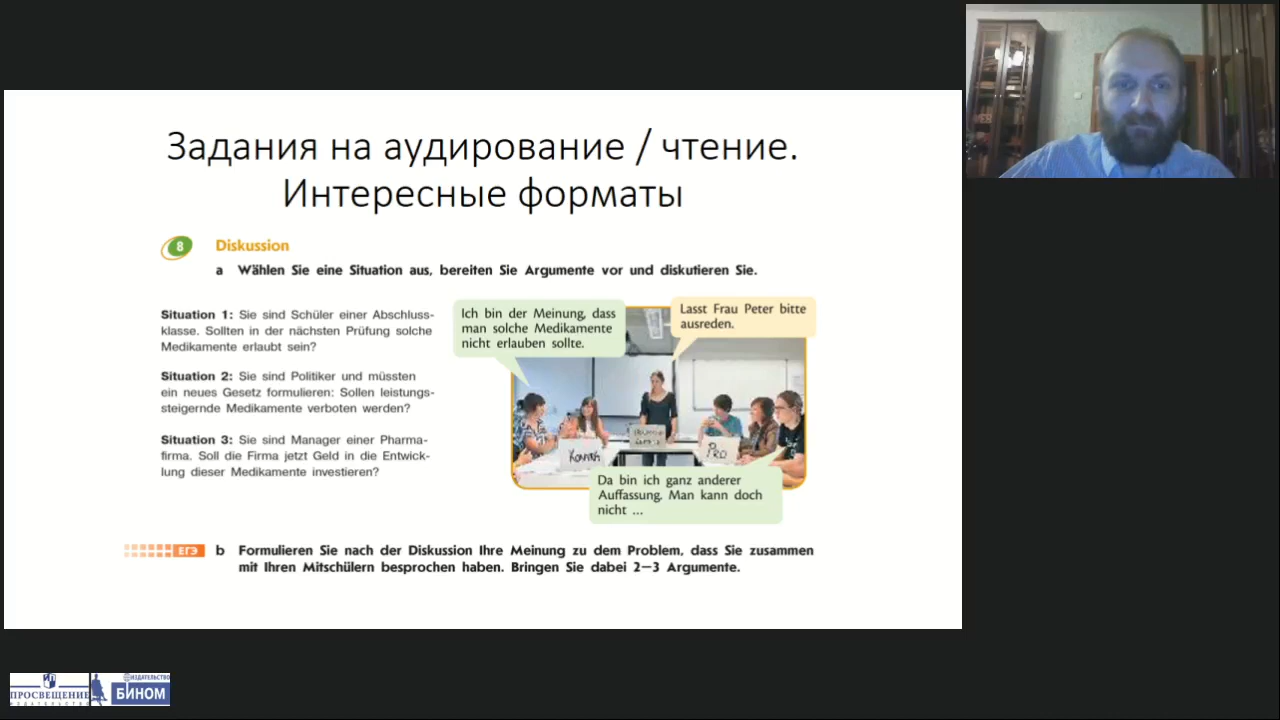 Задания на аудирование / чтение.
Интересные форматы
8 Diskussion
a Wählen Sie eine Situation aus, bereiten Sie Argumente vor und diskutieren Sie.
Situation 1: Sie sind Schüler einer Abschluss-
klasse. Sollten in der nächsten Prüfung solche
Medikamente erlaubt sein?
Situation 2: Sie sind Politiker und müssten
ein neues Gesetz formulieren: Sollen leistungs-
steigernde Medikamente verboten werden?
Situation 3: Sie sind Manager einer Pharma-
firma. Soll die Firma jetzt Geld in die Entwick-
lung dieser Medikamente investieren?
Ich bin der Meinung, dass
man solche Medikamente
nicht erlauben sollte.
Lasst Frau Peter bitte
ausreden.
Kontra
Pro
Da bin ich ganz anderer
Auffassung. Man kann doch
nicht ...
ЕГЭ b Formulieren Sie nach der Diskussion Ihre Meinung zu dem Problem, dass Sie zusammen
mit Ihren Mitschülern besprochen haben. Bringen Sie dabei 2–3 Argumente.
ПРОСВЕЩЕНИЕ
ИЗДАТЕЛЬСТВО
ИЗДАТЕЛЬСТВО
БИНОМ